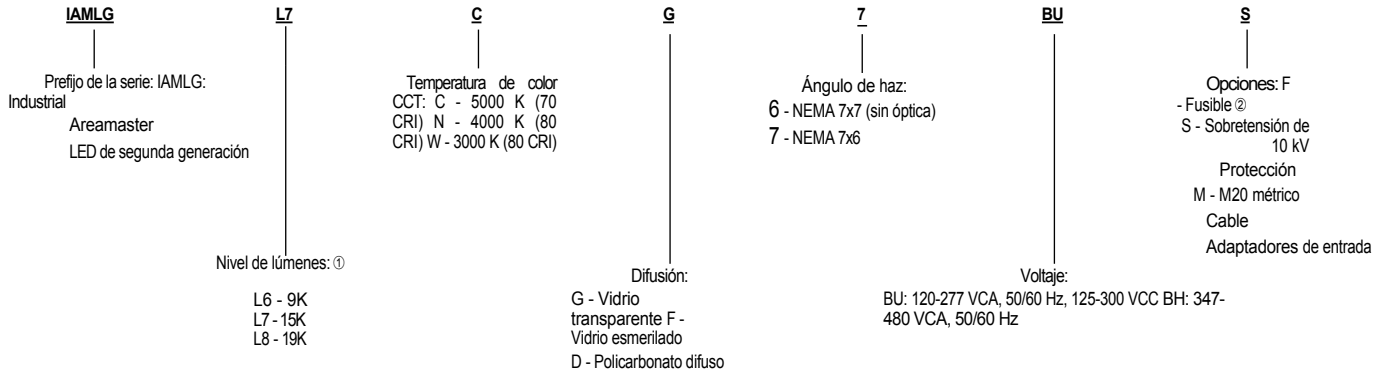 IAMLG L7 C G 7 BU S
Prefijo de la serie: IAMLG:
Industrial
Areamaster
LED de segunda generación
Temperatura de color
CCT: C - 5000 K (70
CRI) N - 4000 K (80
CRI) W - 3000 K (80 CRI)
Ángulo de haz:
6 - NEMA 7x7 (sin óptica)
7 - NEMA 7x6
Opciones: F
- Fusible ②
S - Sobretensión de
10 kV
Protección
M - M20 métrico
Cable
Adaptadores de entrada
Nivel de lúmenes: ①
L6 - 9K
L7 - 15K
L8 - 19K
Difusión:
G - Vidrio
transparente F -
Vidrio esmerilado
D - Policarbonato difuso
Voltaje:
BU: 120-277 VCA, 50/60 Hz, 125-300 VCC BH: 347-
480 VCA, 50/60 Hz